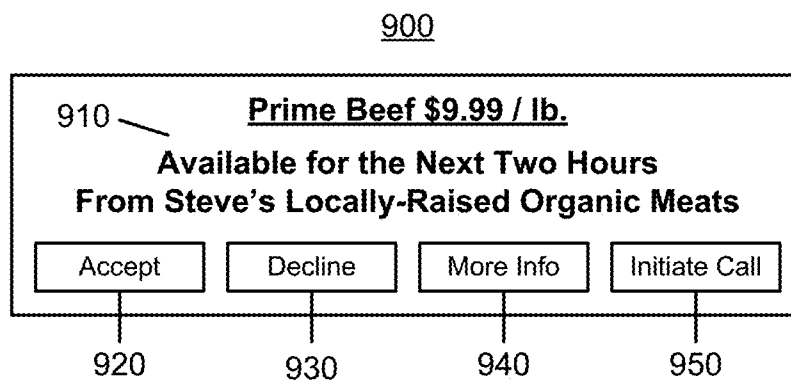 900
910
Prime Beef $9.99 / lb.
Available for the Next Two Hours
From Steve's Locally-Raised Organic Meats
Accept Decline More Info Initiate Call
920 930 940 950